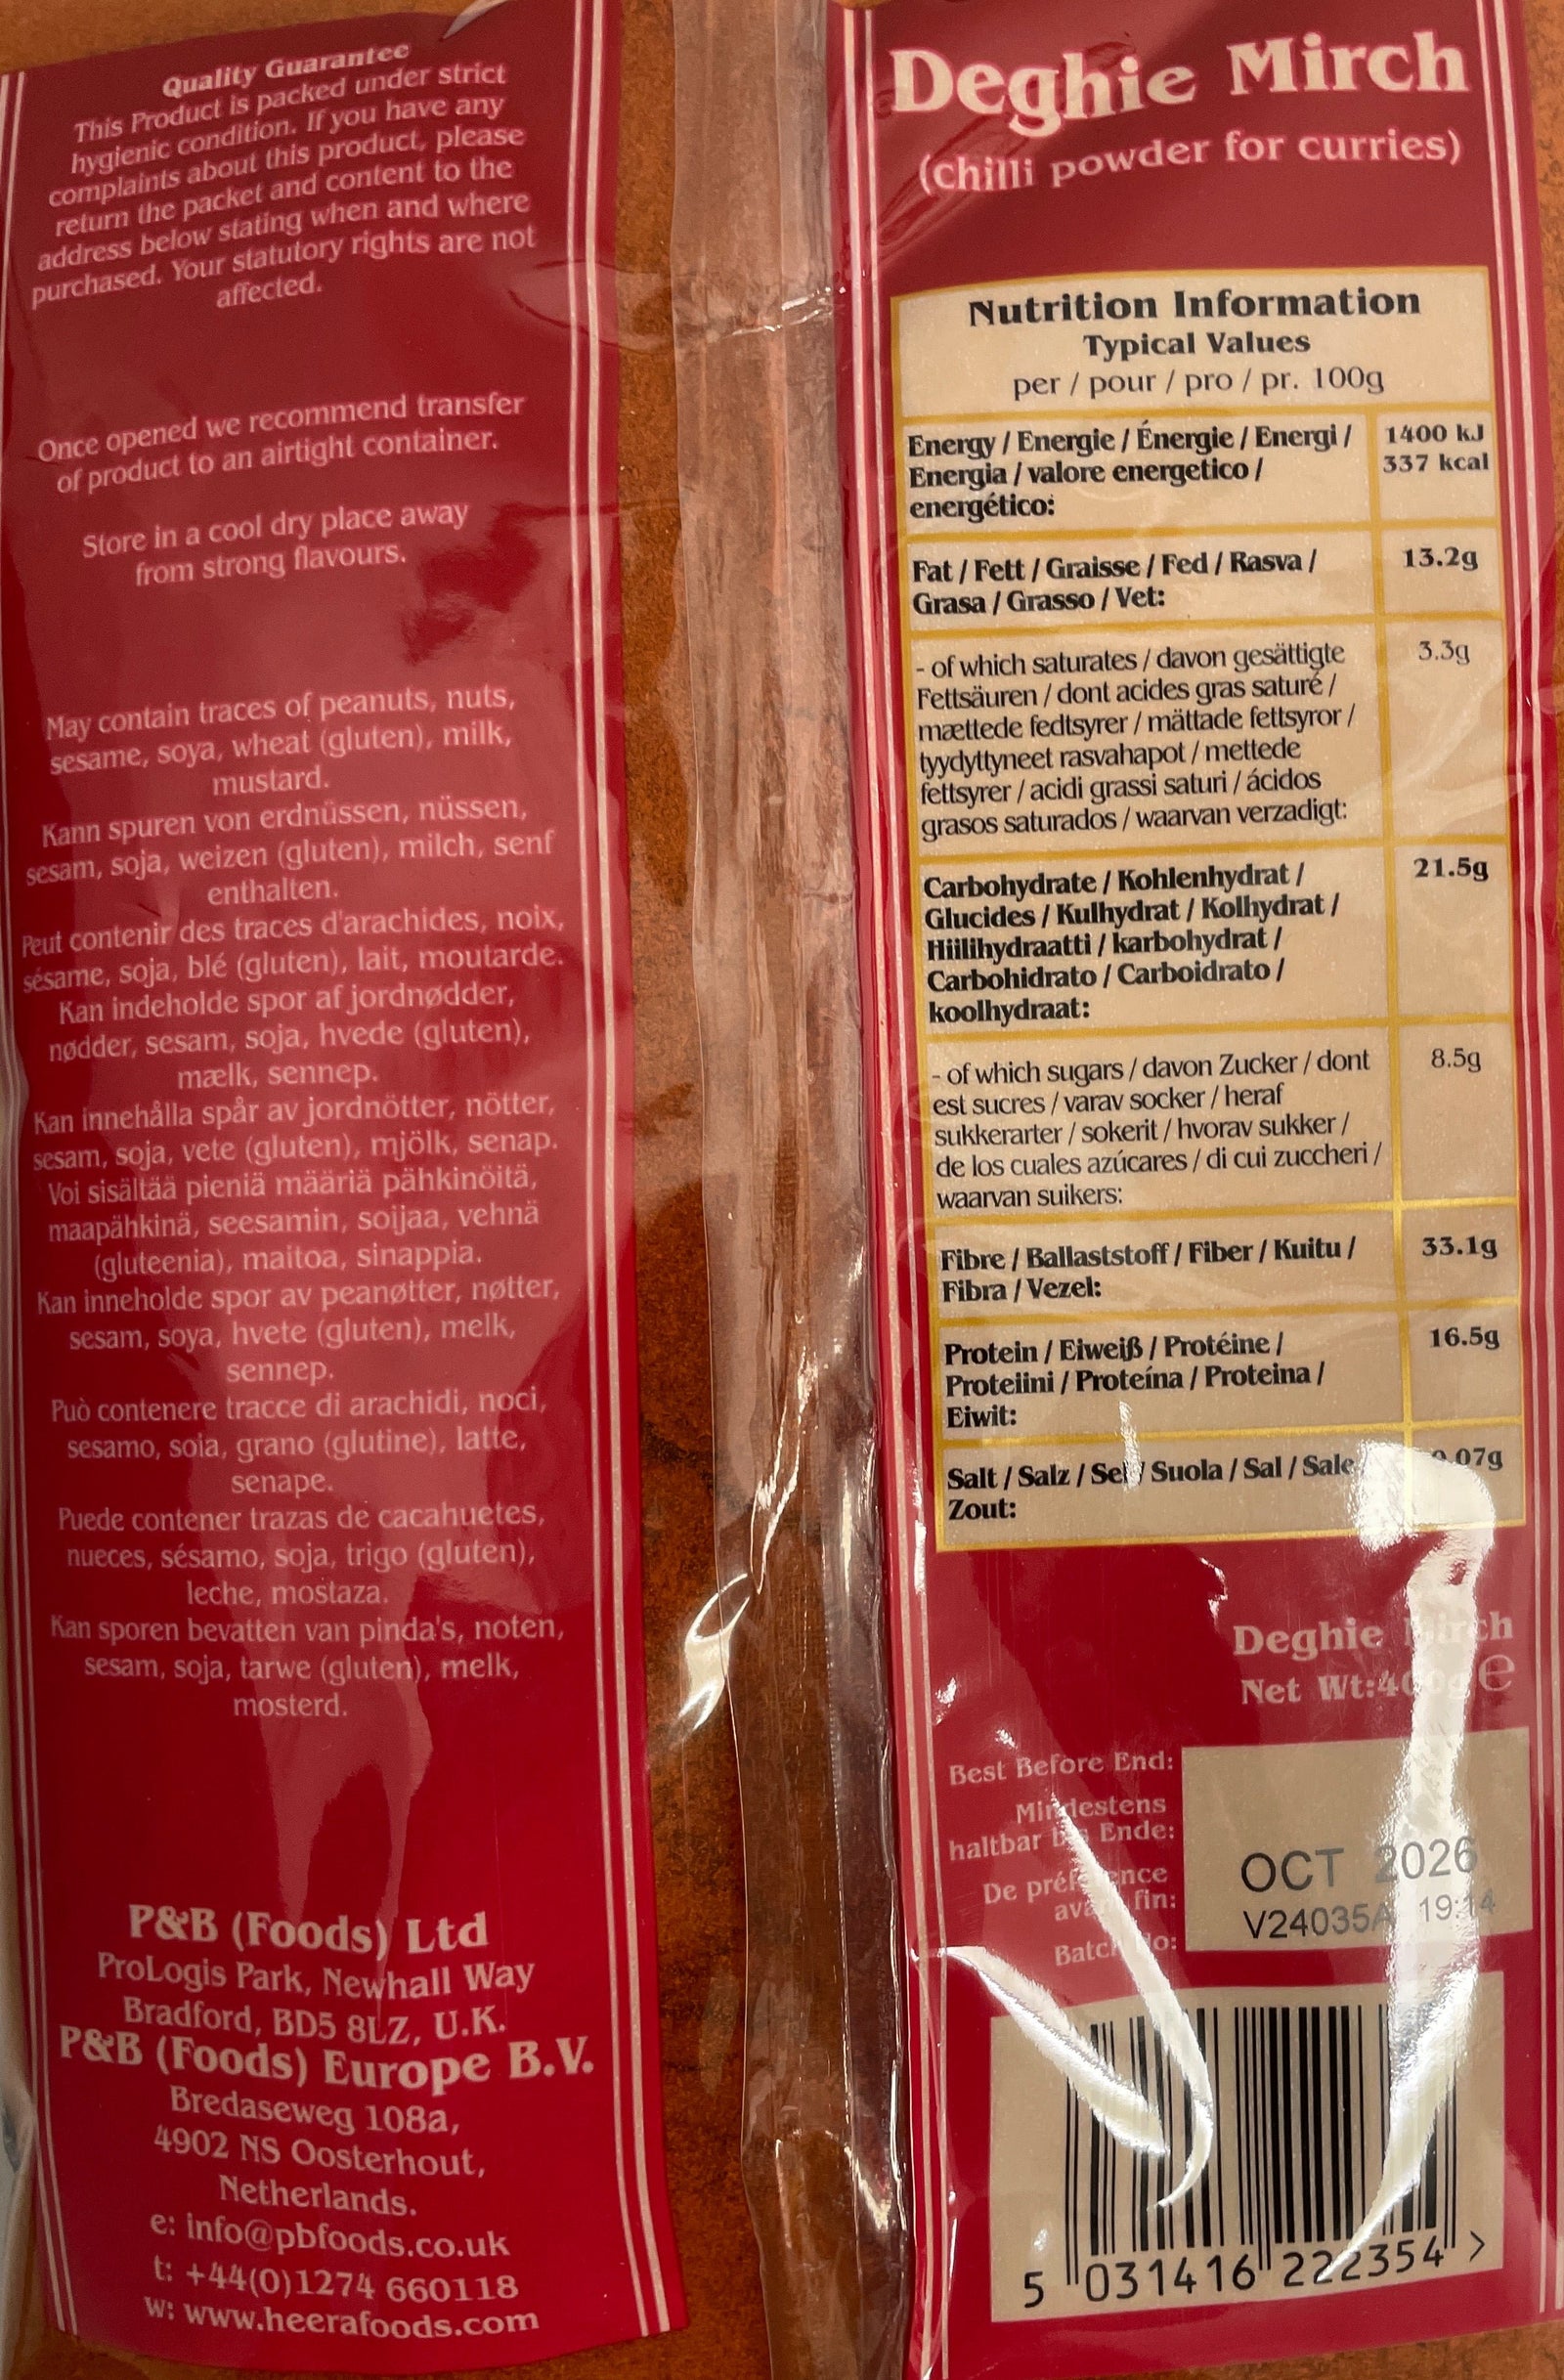 Quality Guarantee
This Product is packed under strict
hygienic condition. If you have any
complaints about this product, please
return the packet and content to the
address below stating when and where
purchased. Your statutory rights are not
affected.
Once opened we recommend transfer
of product to an airtight container.
Store in a cool dry place away
from strong flavours.
May contain traces of peanuts, nuts,
sesame, soya, wheat (gluten), milk,
mustard.
Kann spuren von erdnüssen, nüssen,
sesam, soja, weizen (gluten), milch, senf
enthalten.
Peut contenir des traces d'arachides, noix,
sésame, soja, blé (gluten), lait, moutarde.
Kan indeholde spor af jordnødder,
nødder, sesam, soja, hvede (gluten),
mælk, sennep.
Kan innehålla spår av jordnötter, nötter,
sesam, soja, vete (gluten), mjölk, senap.
Voi sisältää pieniä määriä pähkinöitä,
maapähkinä, seesamin, soijaa, vehnä
(gluteenia), maitoa, sinappia.
Kan inneholde spor av peanøtter, nøtter,
sesam, soya, hvete (gluten), melk,
sennep.
Può contenere tracce di arachidi, noci,
sesamo, soia, grano (glutine), latte,
senape.
Puede contener trazas de cacahuetes,
nueces, sésamo, soja, trigo (gluten),
leche, mostaza.
Kan sporen bevatten van pinda's, noten,
sesam, soja, tarwe (gluten), melk,
mosterd.
P&B (Foods) Ltd
ProLogis Park, Newhall Way
Bradford, BD5 8LZ, U.K.
P&B (Foods) Europe B.V.
Bredaseweg 108a,
4902 NS Oosterhout,
Netherlands.
e: info@pbfoods.co.uk
t: +44(0)1274 660118
w: www.heerafoods.com
Deghie Mirch
(chilli powder for curries)
Nutrition Information
Typical Values
per / pour / pro / pr. 100g
Energy / Energie / Énergie / Energi / 1400 kJ
Energia / valore energetico / 337 kcal
energético:
Fat / Fett / Graisse / Fed / Rasva / 13.2g
Grasa / Grasso / Vet:
- of which saturates / davon gesättigte 3.3g
Fettsäuren / dont acides gras saturé /
mættede fedtsyrer / mättade fettsyror /
tyydyttyneet rasvahapot / mettede
fettsyrer / acidi grassi saturi / ácidos
grasos saturados / waarvan verzadigt:
Carbohydrate / Kohlenhydrat / 21.5g
Glucides / Kulhydrat / Kolhydrat /
Hiilihydraatti / karbohydrat /
Carbohidrato / Carboidrato /
koolhydraat:
- of which sugars / davon Zucker / dont 8.5g
est sucres / varav socker / heraf
sukkerarter / sokerit / hvorav sukker /
de los cuales azúcares / di cui zuccheri /
waarvan suikers:
Fibre / Ballaststoff / Fiber / Kuitu / 33.1g
Fibra / Vezel:
Protein / Eiweiß / Protéine / 16.5g
Proteiini / Proteína / Proteina /
Eiwit:
Salt / Salz / Sel / Suola / Sal / Sale 0.07g
Zout:
Deghie Mirch
Net Wt:400g e
Best Before End:
Mindestens
haltbar bis Ende:
De préférence
avant fin:
Batch No:
OCT 2026
V24035A 19:14
5 031416 222354 >